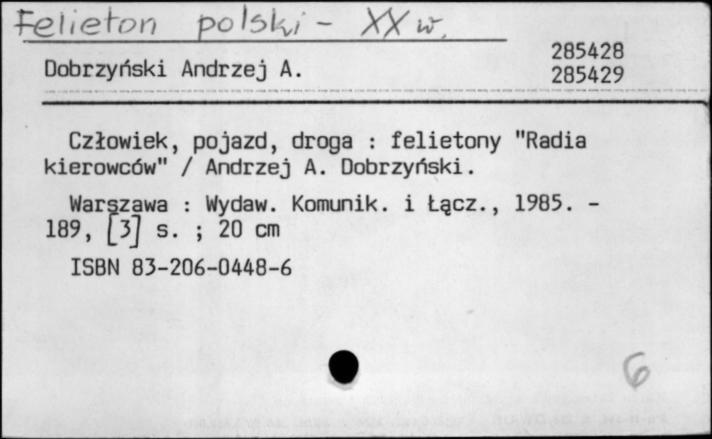 Felieton polski - XX w.
285428
Dobrzyński Andrzej A.
285429
Człowiek, pojazd, droga : felietony "Radia
kierowców" / Andrzej A. Dobrzyński.
Warszawa : Wydaw. Komunik. i Łącz., 1985. -
189, [3] s. ; 20 cm
ISBN 83-206-0448-6
6